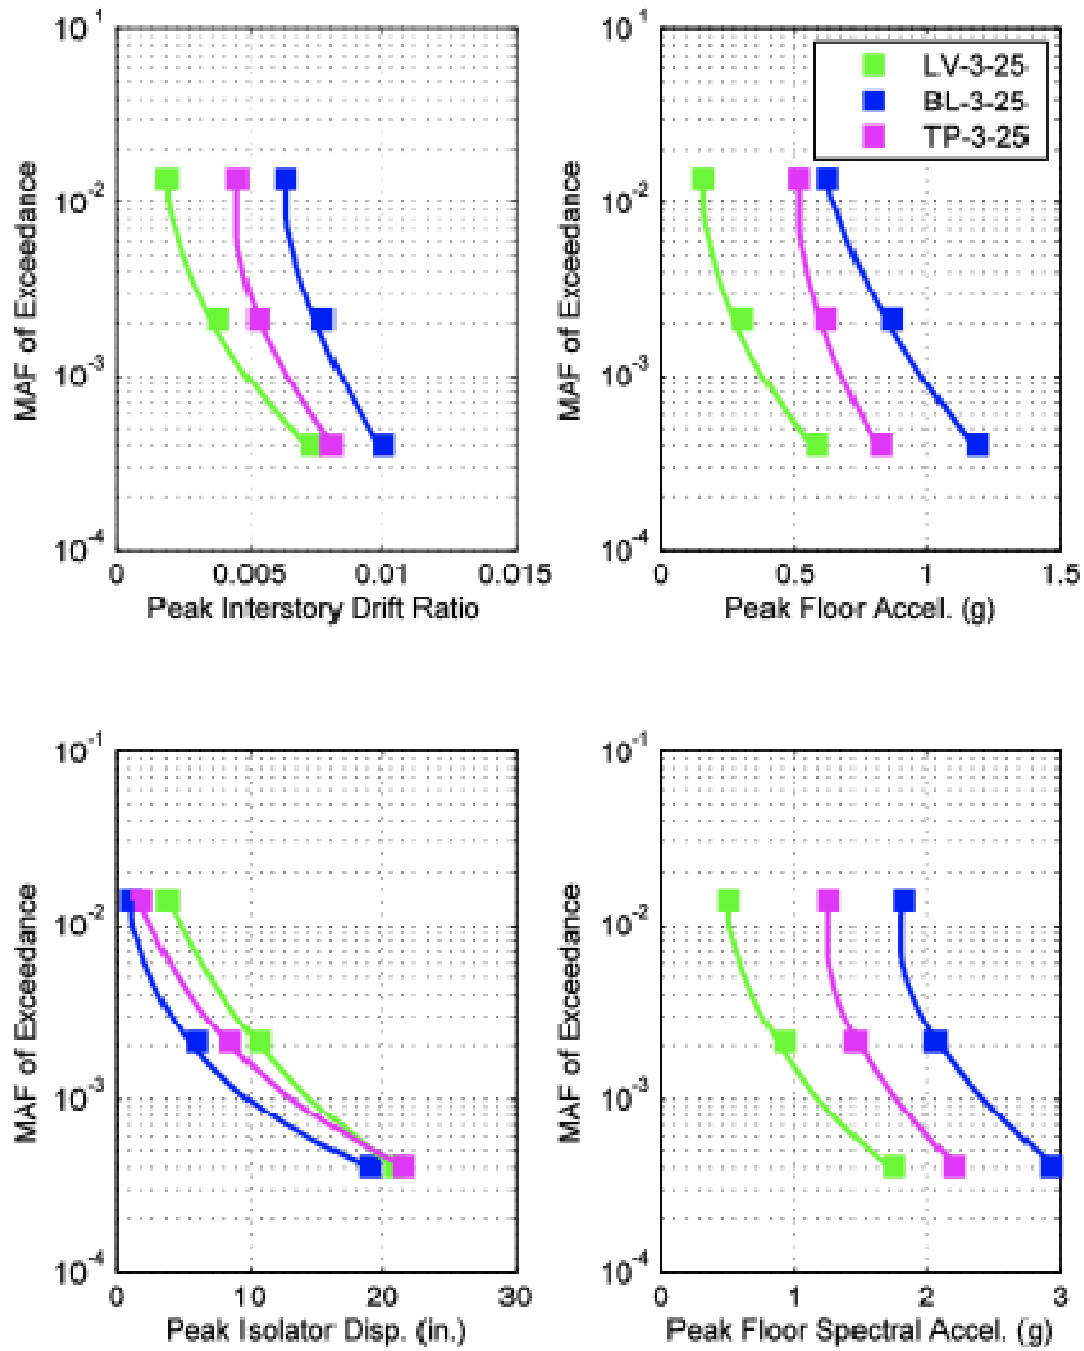 10-1
10-2
10-3
10-4
MAF of Exceedance
0 0.005 0.01 0.015
Peak Interstory Drift Ratio
10-1
10-2
10-3
10-4
MAF of Exceedance
LV-3-25
BL-3-25
TP-3-25
0 0.5 1 1.5
Peak Floor Accel. (g)
10-1
10-2
10-3
10-4
MAF of Exceedance
0 10 20 30
Peak Isolator Disp. (in.)
10-1
10-2
10-3
10-4
MAF of Exceedance
0 1 2 3
Peak Floor Spectral Accel. (g)